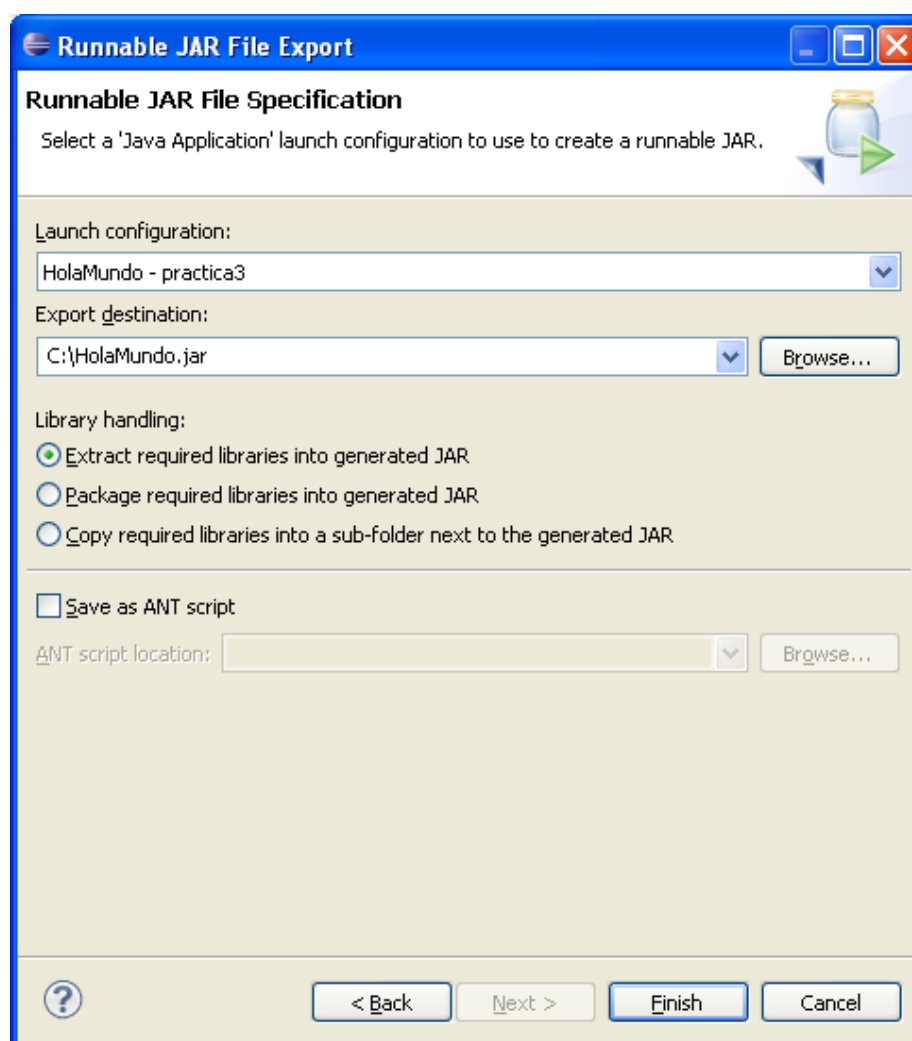 Runnable JAR File Export
Runnable JAR File Specification
Select a 'Java Application' launch configuration to use to create a runnable JAR.
Launch configuration:
HolaMundo - practica3
Export destination:
C:\HolaMundo.jar
Browse...
Library handling:
Extract required libraries into generated JAR
Package required libraries into generated JAR
Copy required libraries into a sub-folder next to the generated JAR
Save as ANT script
ANT script location:
Browse...
?
< Back
Next >
Finish
Cancel